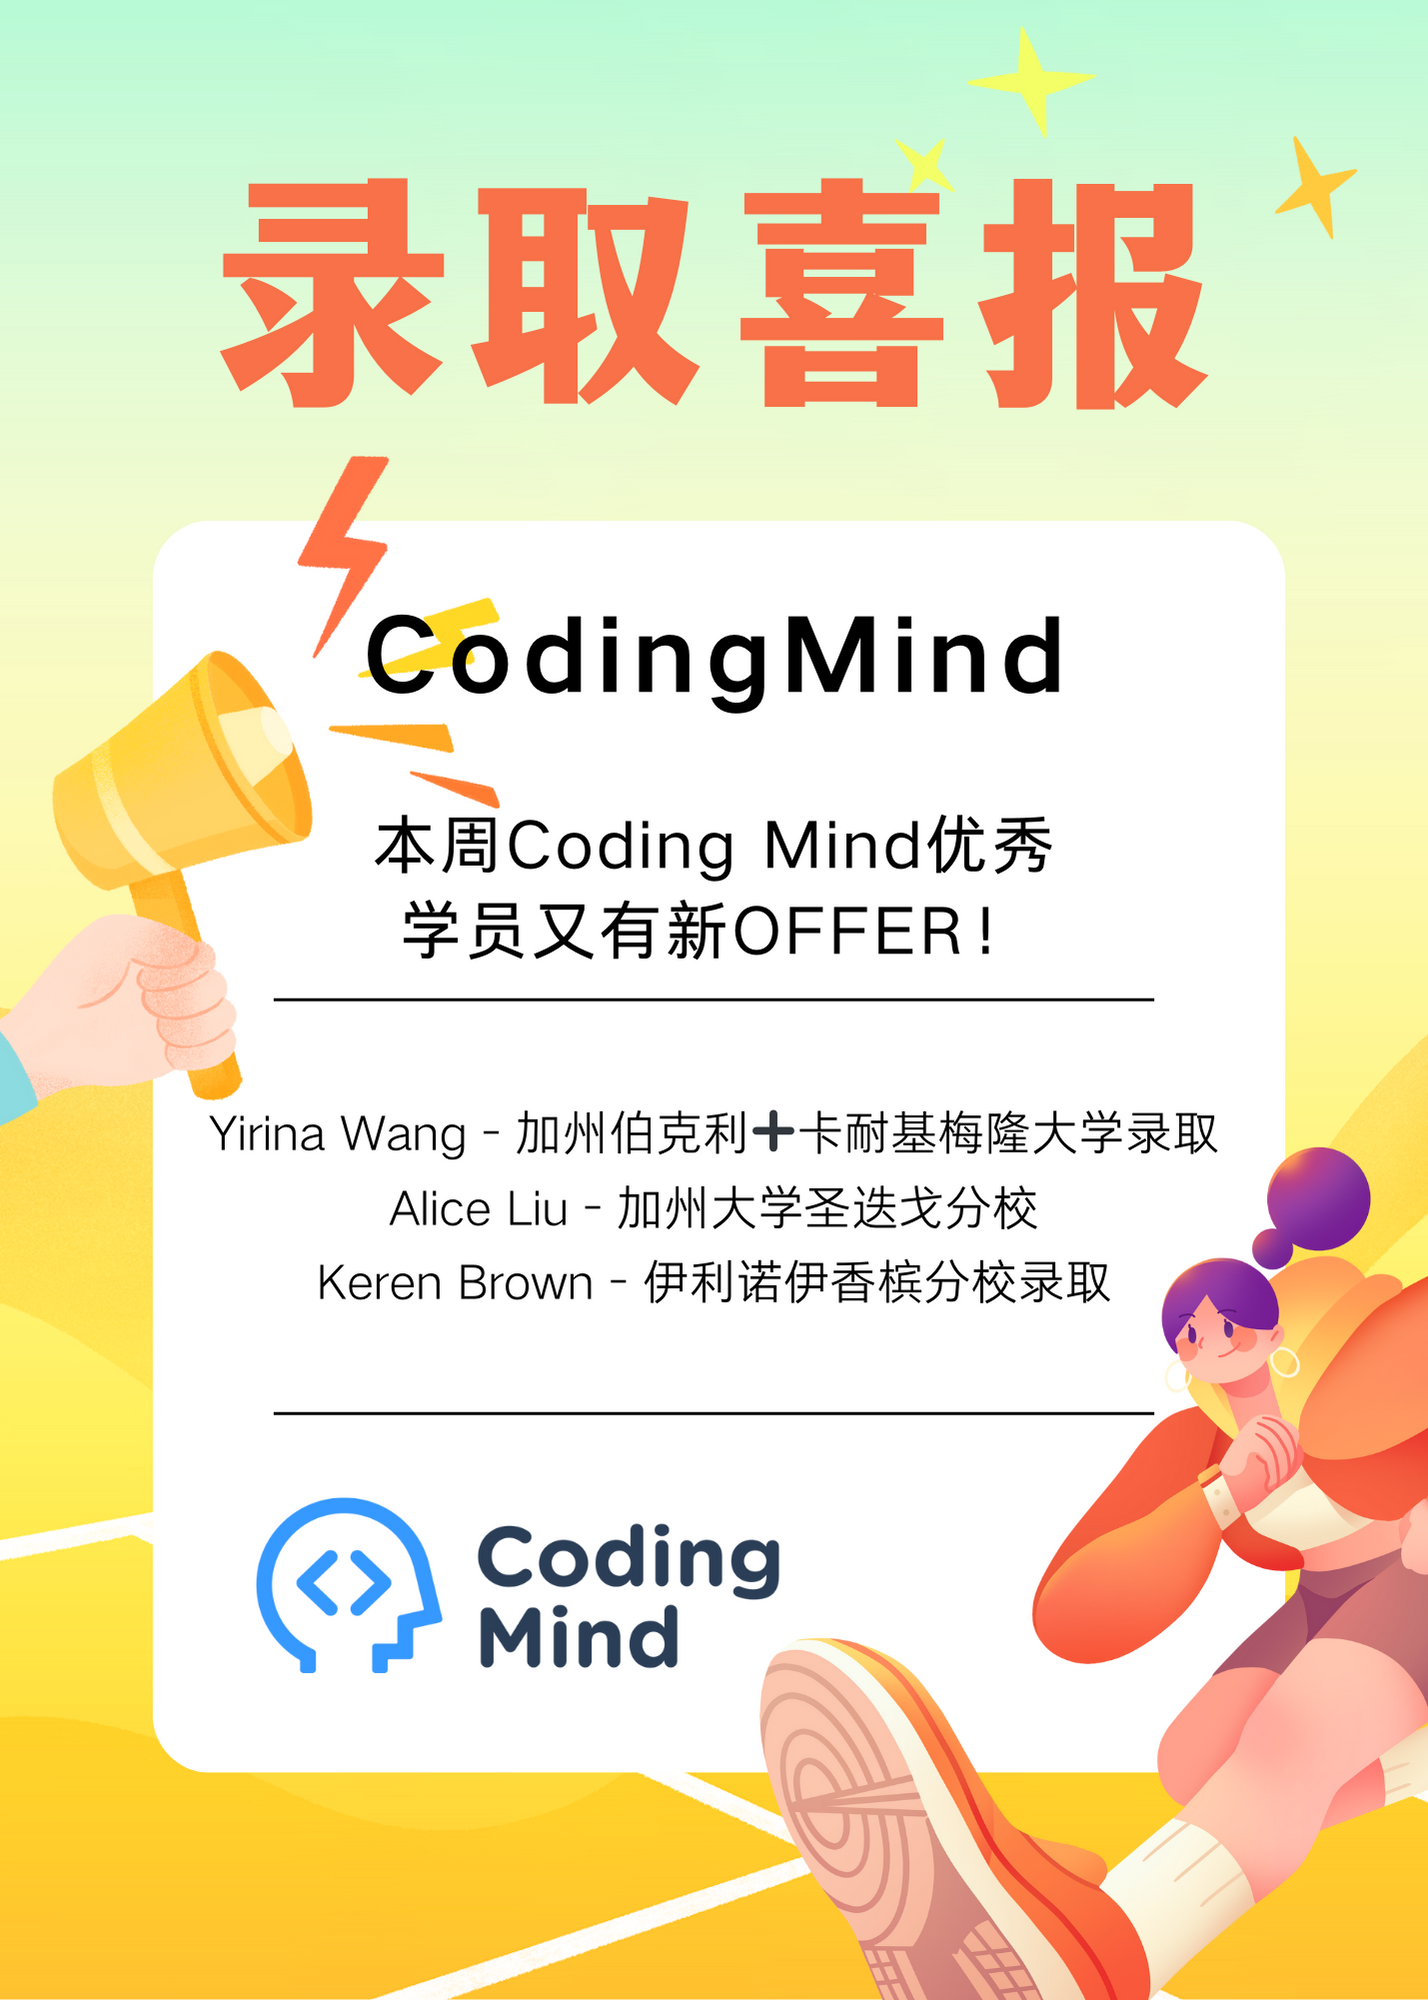 录取喜报
CodingMind
本周Coding Mind优秀
学员又有新OFFER！
Yirina Wang - 加州伯克利➕卡耐基梅隆大学录取
Alice Liu - 加州大学圣迭戈分校
Keren Brown - 伊利诺伊香槟分校录取
Coding
Mind